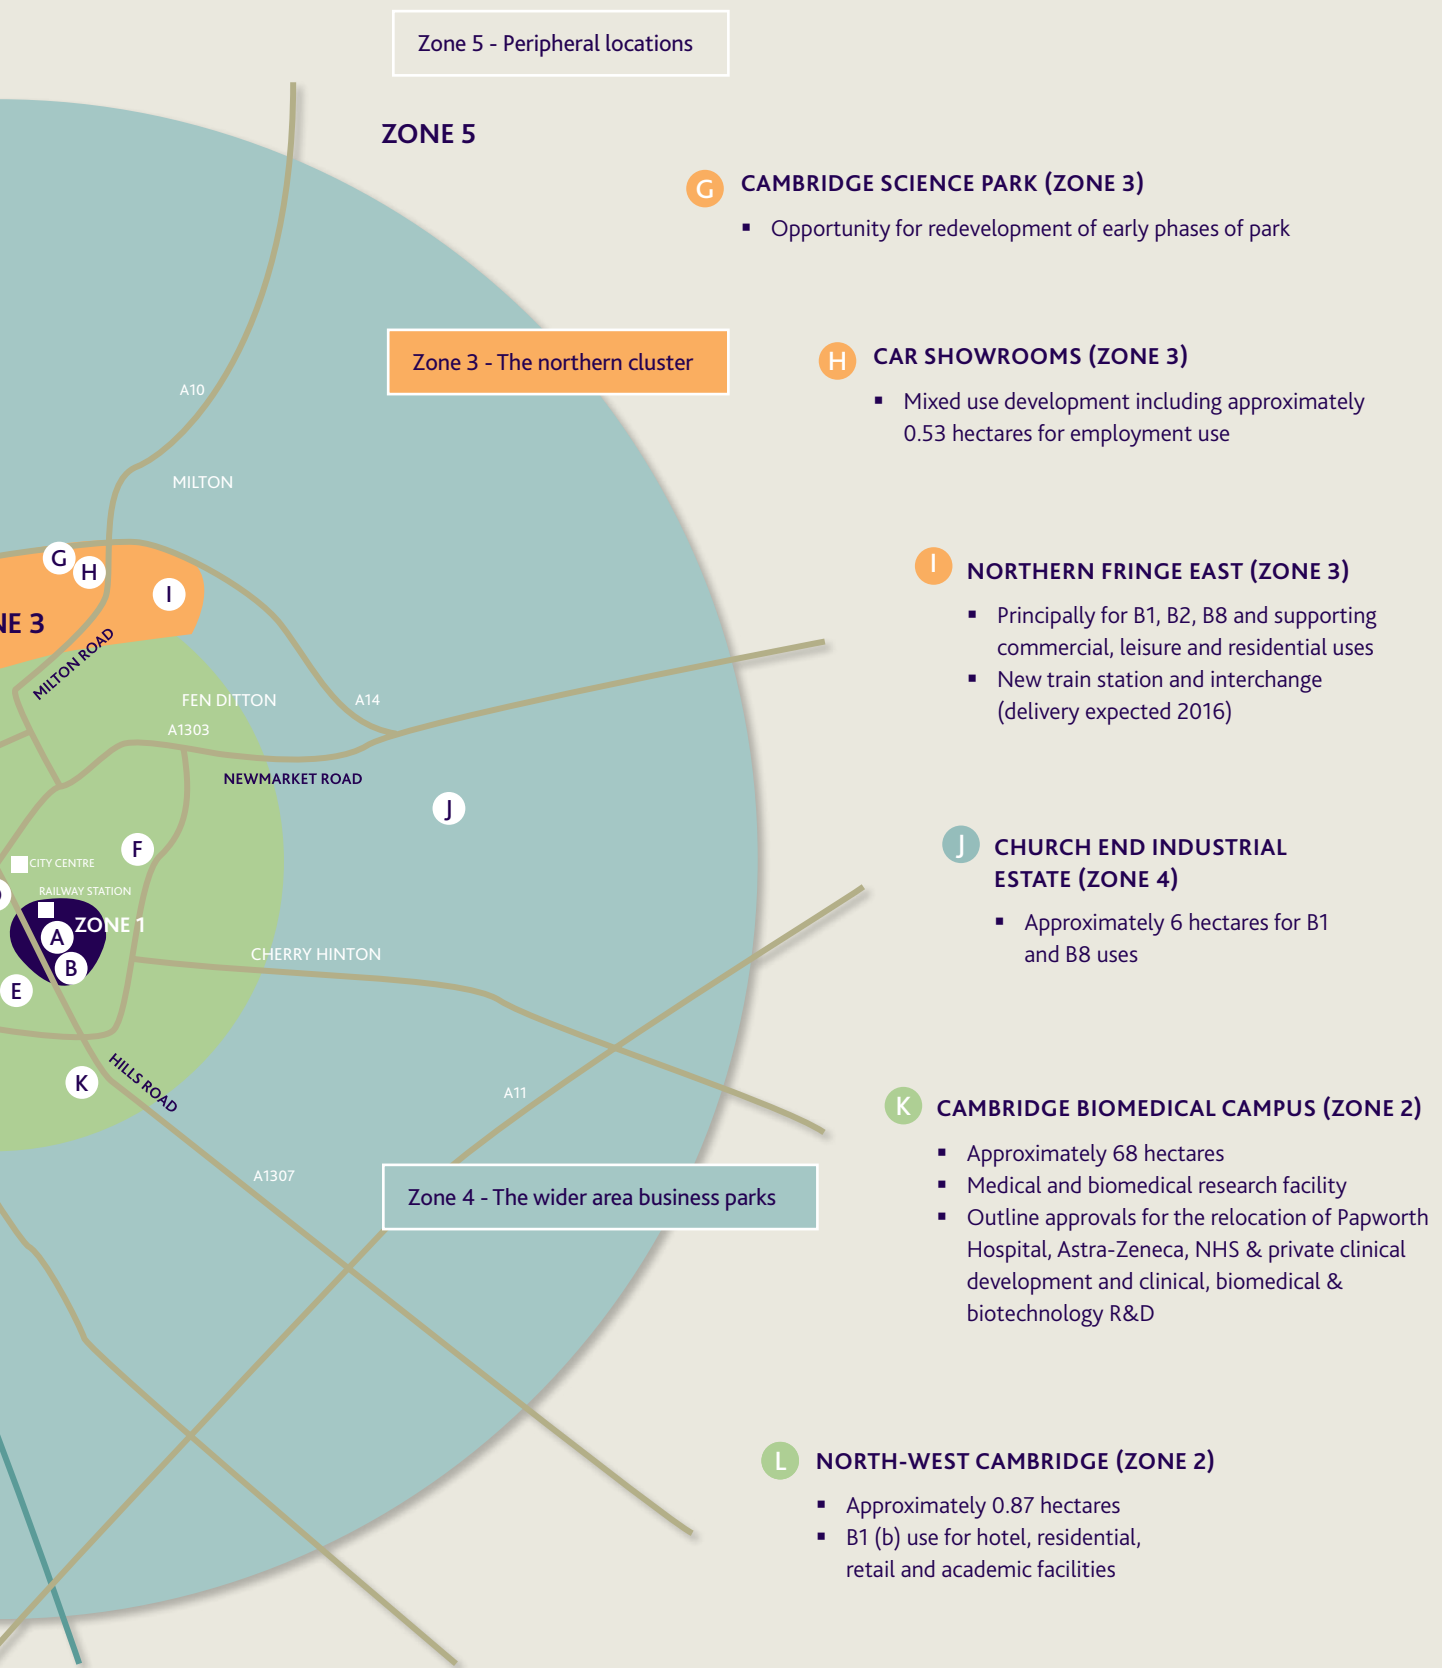 Zone 5 - Peripheral locations
ZONE 5
G
CAMBRIDGE SCIENCE PARK (ZONE 3)
▪ Opportunity for redevelopment of early phases of park
Zone 3 - The northern cluster
H
CAR SHOWROOMS (ZONE 3)
▪ Mixed use development including approximately
0.53 hectares for employment use
A10
MILTON
G
H
I
NE 3
MILTON ROAD
I
NORTHERN FRINGE EAST (ZONE 3)
▪ Principally for B1, B2, B8 and supporting
commercial, leisure and residential uses
▪ New train station and interchange
(delivery expected 2016)
FEN DITTON
A14
A1303
NEWMARKET ROAD
J
F
CITY CENTRE
RAILWAY STATION
ZONE 1
A
B
E
CHERRY HINTON
J
CHURCH END INDUSTRIAL
ESTATE (ZONE 4)
▪ Approximately 6 hectares for B1
and B8 uses
K
HILLS ROAD
A11
A1307
Zone 4 - The wider area business parks
K
CAMBRIDGE BIOMEDICAL CAMPUS (ZONE 2)
▪ Approximately 68 hectares
▪ Medical and biomedical research facility
▪ Outline approvals for the relocation of Papworth
Hospital, Astra-Zeneca, NHS & private clinical
development and clinical, biomedical &
biotechnology R&D
L
NORTH-WEST CAMBRIDGE (ZONE 2)
▪ Approximately 0.87 hectares
▪ B1 (b) use for hotel, residential,
retail and academic facilities